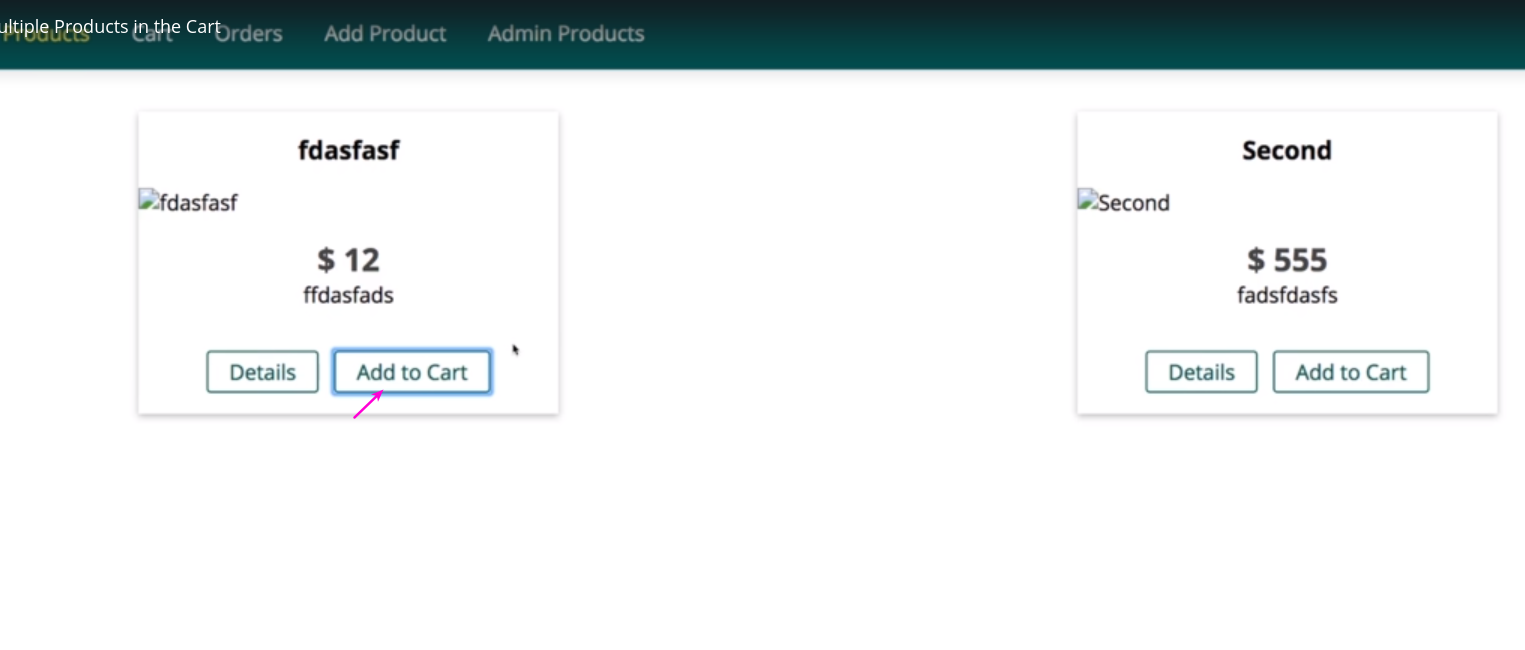 ultiple Products in the Cart
Products Cart Orders Add Product Admin Products
fdasfasf
fdasfasf
$ 12
ffdasfads
Details Add to Cart
Second
Second
$ 555
fadsfdasfs
Details Add to Cart